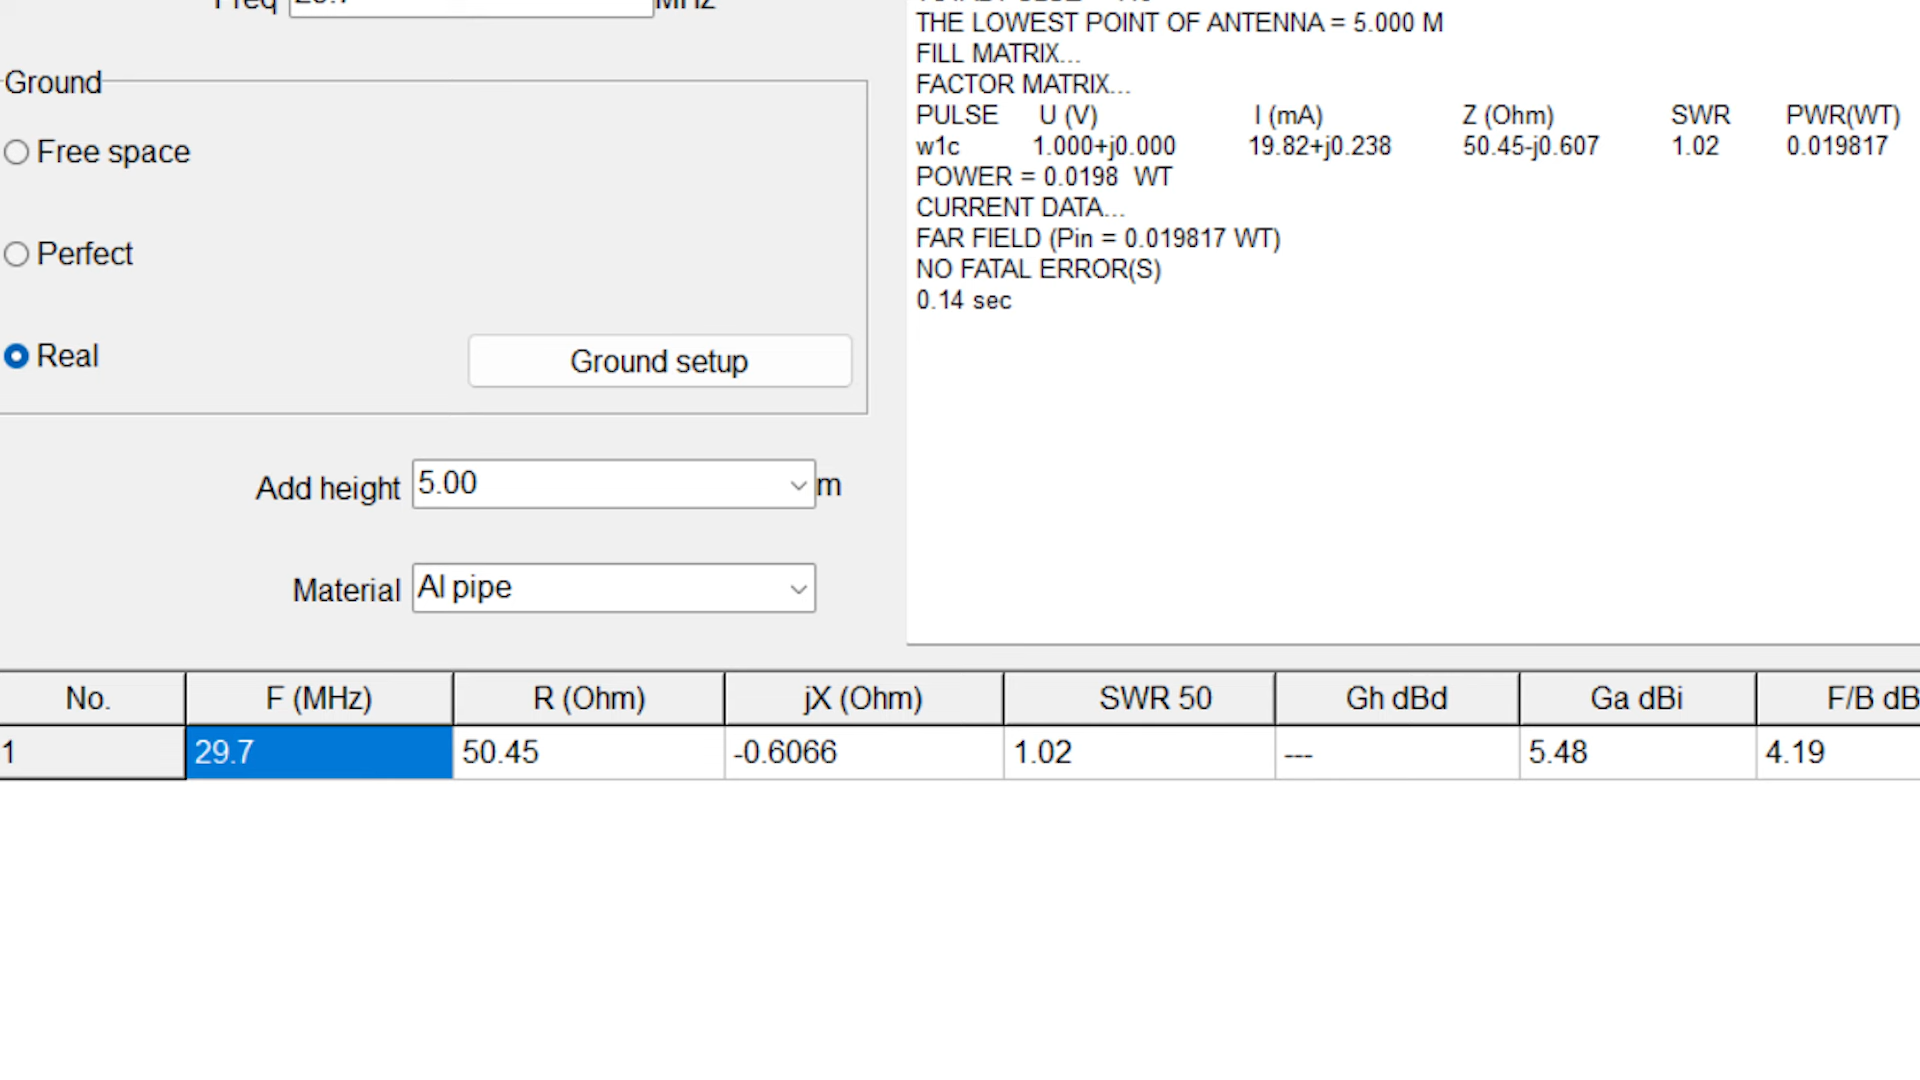 Freq MHz
Ground
Free space
Perfect
Real
Ground setup
Add height 5.00 m
Material Al pipe
THE LOWEST POINT OF ANTENNA = 5.000 M
FILL MATRIX...
FACTOR MATRIX...
PULSE U (V) I (mA) Z (Ohm) SWR PWR(WT)
w1c 1.000+j0.000 19.82+j0.238 50.45-j0.607 1.02 0.019817
POWER = 0.0198 WT
CURRENT DATA...
FAR FIELD (Pin = 0.019817 WT)
NO FATAL ERROR(S)
0.14 sec
No. F (MHz) R (Ohm) jX (Ohm) SWR 50 Gh dBd Ga dBi F/B dB
1 29.7 50.45 -0.6066 1.02 --- 5.48 4.19